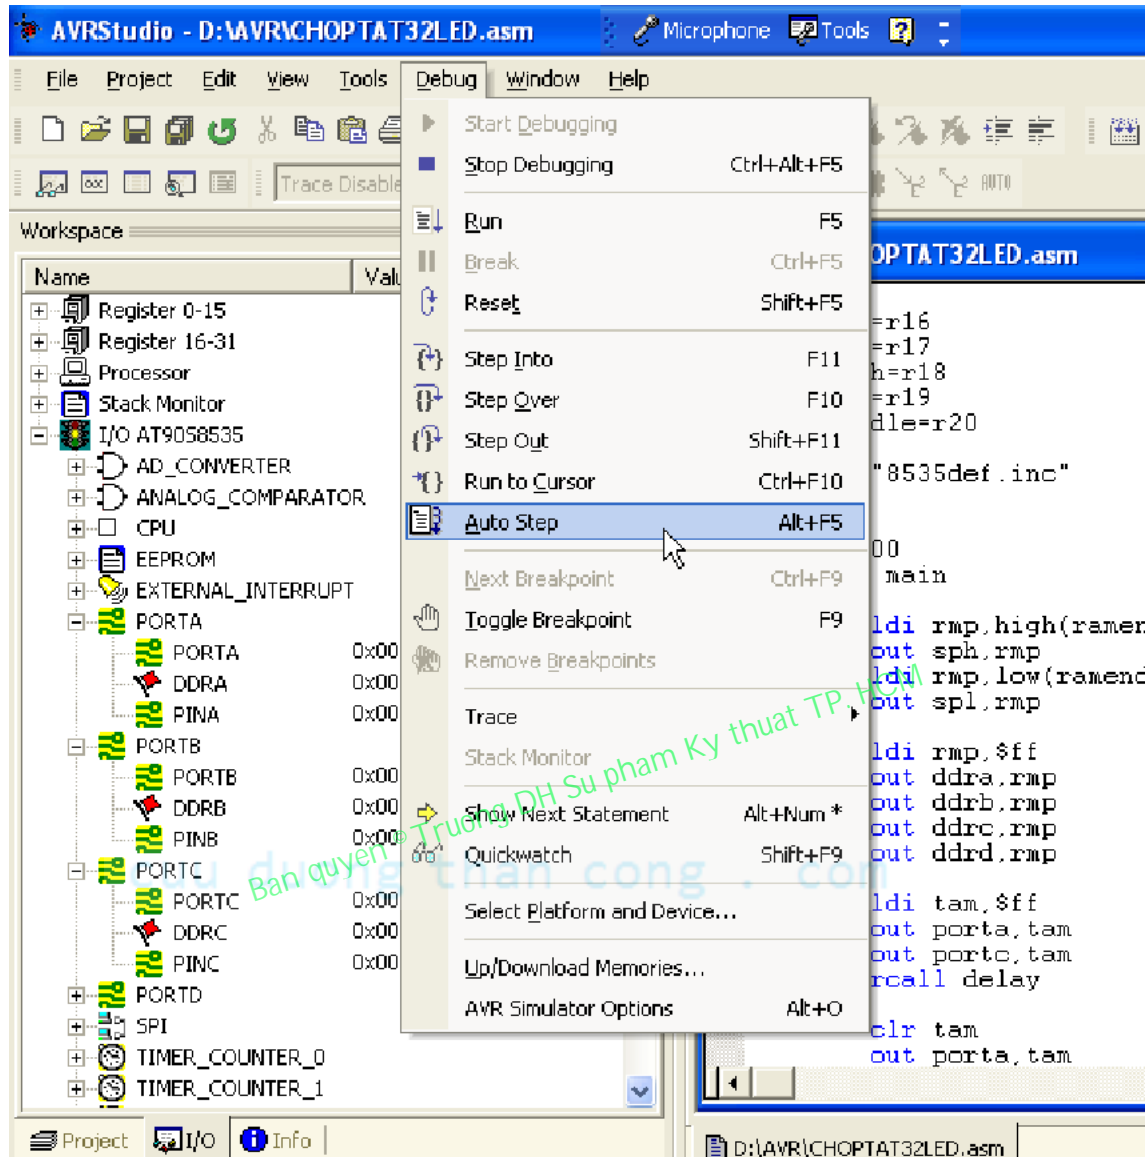 AVRStudio - D:\AVR\CHOPTAT32LED.asm
Microphone Tools
File Project Edit View Tools Debug Window Help
Trace Disable
AUTO
Workspace
Name Valu
Register 0-15
Register 16-31
Processor
Stack Monitor
I/O AT90S8535
AD_CONVERTER
ANALOG_COMPARATOR
CPU
EEPROM
EXTERNAL_INTERRUPT
PORTA
PORTA 0x00
DDRA 0x00
PINA 0x00
PORTB
PORTB 0x00
DDRB 0x00
PINB 0x00
PORTC
PORTC 0x00
DDRC 0x00
PINC 0x00
PORTD
SPI
TIMER_COUNTER_0
TIMER_COUNTER_1
Project I/O Info
Start Debugging
Stop Debugging Ctrl+Alt+F5
Run F5
Break Ctrl+F5
Reset Shift+F5
Step Into F11
Step Over F10
Step Out Shift+F11
Run to Cursor Ctrl+F10
Auto Step Alt+F5
Next Breakpoint Ctrl+F9
Toggle Breakpoint F9
Remove Breakpoints
Trace
Stack Monitor
Show Next Statement Alt+Num *
Quickwatch Shift+F9
Select Platform and Device...
Up/Download Memories...
AVR Simulator Options Alt+O
OPTAT32LED.asm
=r16
=r17
h=r18
=r19
dle=r20
"8535def.inc"
00
main
ldi rmp,high(ramen
out sph,rmp
ldi rmp,low(ramend
out spl,rmp
ldi rmp,$ff
out ddra,rmp
out ddrb,rmp
out ddrc,rmp
out ddrd,rmp
ldi tam,$ff
out porta,tam
out portc,tam
rcall delay
clr tam
out porta,tam
D:\AVR\CHOPTAT32LED.asm
Ban quyen © Truong DH Su pham Ky thuat TP. HCM
cuu duong than cong . com